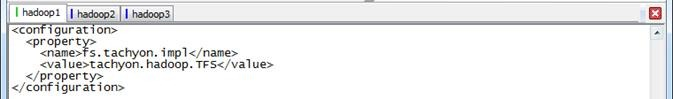 hadoop1 hadoop2 hadoop3
<configuration>
  <property>
    <name>fs.tachyon.impl</name>
    <value>tachyon.hadoop.TFS</value>
  </property>
</configuration>